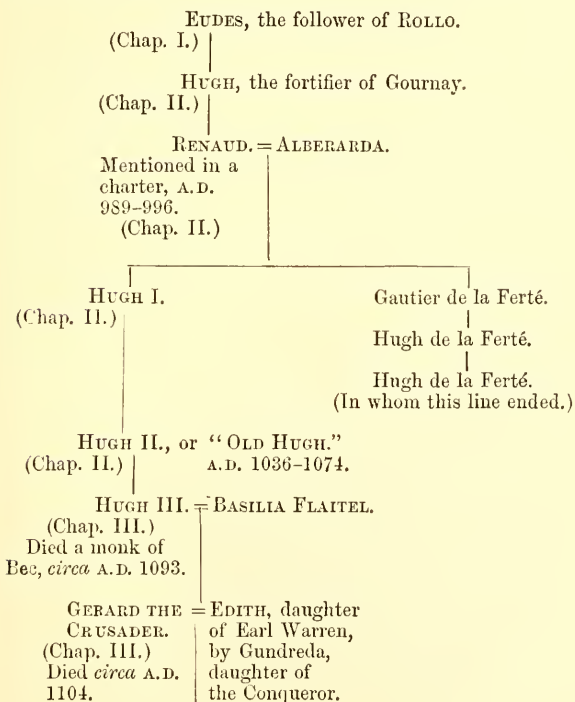 EUDES, the follower of ROLLO.
(Chap. I.)
HUGH, the fortifier of Gournay.
(Chap. II.)
RENAUD. = ALBERARDA.
Mentioned in a
charter, A.D.
989–996.
(Chap. II.)
HUGH I.
(Chap. II.)
Gautier de la Ferté.
Hugh de la Ferté.
Hugh de la Ferté.
(In whom this line ended.)
HUGH II., or "OLD HUGH."
(Chap. II.) A.D. 1036–1074.
HUGH III. = BASILIA FLAITEL.
(Chap. III.)
Died a monk of
Bec, circa A.D. 1093.
GERARD THE = EDITH, daughter
CRUSADER. of Earl Warren,
(Chap. III.) by Gundreda,
Died circa A.D. daughter of
1104. the Conqueror.